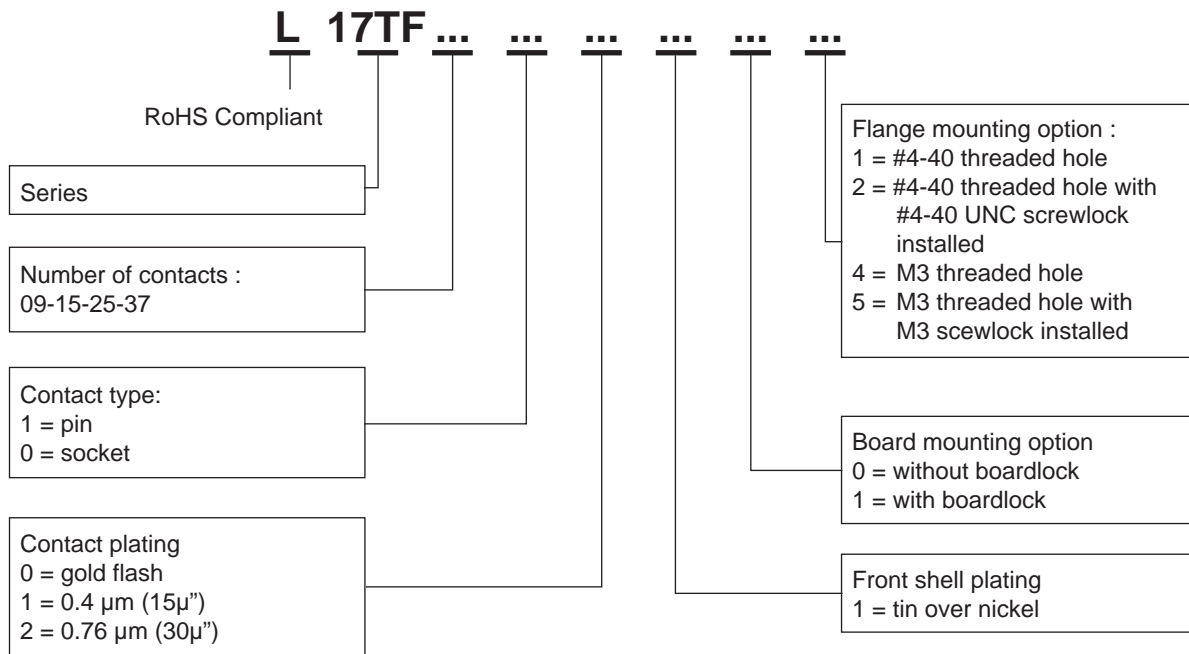 L 17TF ... ... ... ... ... ...
RoHS Compliant
Series
Number of contacts :
09-15-25-37
Contact type:
1 = pin
0 = socket
Contact plating
0 = gold flash
1 = 0.4 µm (15µ”)
2 = 0.76 µm (30µ”)
Flange mounting option :
1 = #4-40 threaded hole
2 = #4-40 threaded hole with
#4-40 UNC screwlock
installed
4 = M3 threaded hole
5 = M3 threaded hole with
M3 scewlock installed
Board mounting option
0 = without boardlock
1 = with boardlock
Front shell plating
1 = tin over nickel